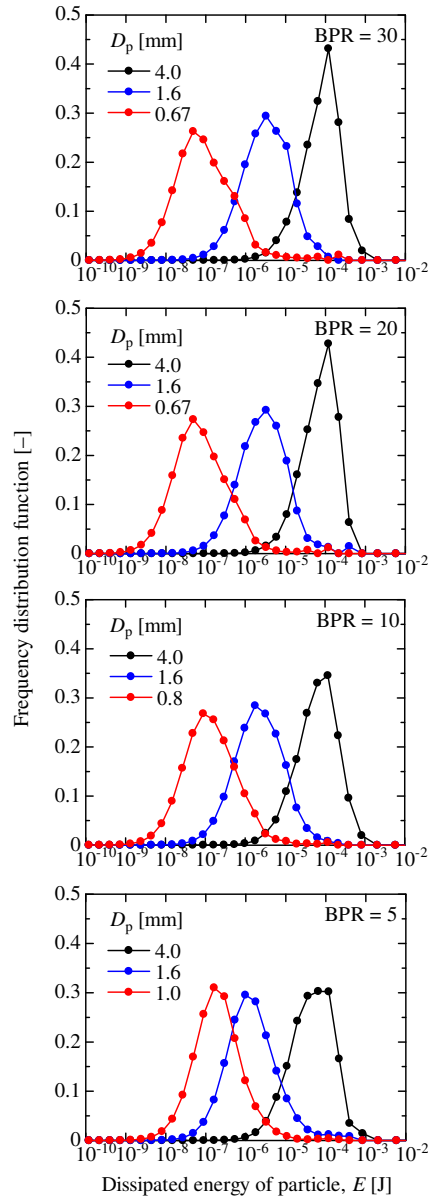 D_p [mm]
BPR = 30
4.0
1.6
0.67
0.5
0.4
0.3
0.2
0.1
0
10^-10 10^-9 10^-8 10^-7 10^-6 10^-5 10^-4 10^-3 10^-2
D_p [mm]
BPR = 20
4.0
1.6
0.67
0.5
0.4
0.3
0.2
0.1
0
10^-10 10^-9 10^-8 10^-7 10^-6 10^-5 10^-4 10^-3 10^-2
Frequency distribution function [−]
D_p [mm]
BPR = 10
4.0
1.6
0.8
0.5
0.4
0.3
0.2
0.1
0
10^-10 10^-9 10^-8 10^-7 10^-6 10^-5 10^-4 10^-3 10^-2
D_p [mm]
BPR = 5
4.0
1.6
1.0
0.5
0.4
0.3
0.2
0.1
0
10^-10 10^-9 10^-8 10^-7 10^-6 10^-5 10^-4 10^-3 10^-2
Dissipated energy of particle, E [J]